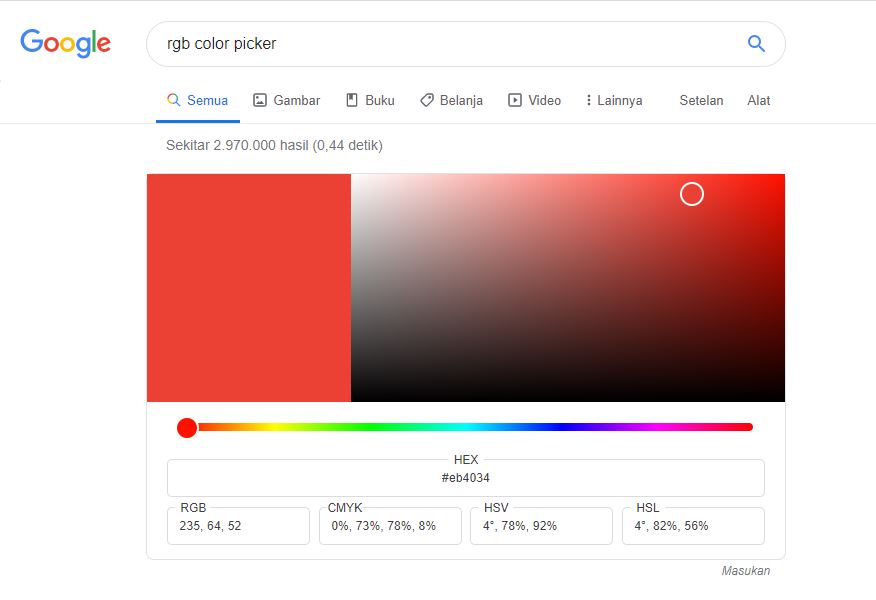 Google
rgb color picker
Semua Gambar Buku Belanja Video Lainnya Setelan Alat
Sekitar 2.970.000 hasil (0,44 detik)
HEX
#eb4034
RGB CMYK HSV HSL
235, 64, 52 0%, 73%, 78%, 8% 4°, 78%, 92% 4°, 82%, 56%
Masukan